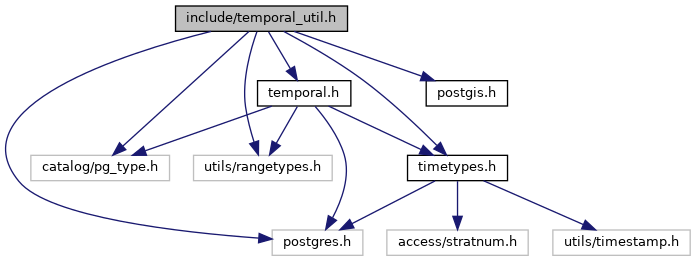 include/temporal_util.h
temporal.h
postgis.h
catalog/pg_type.h
utils/rangetypes.h
timetypes.h
postgres.h
access/stratnum.h
utils/timestamp.h